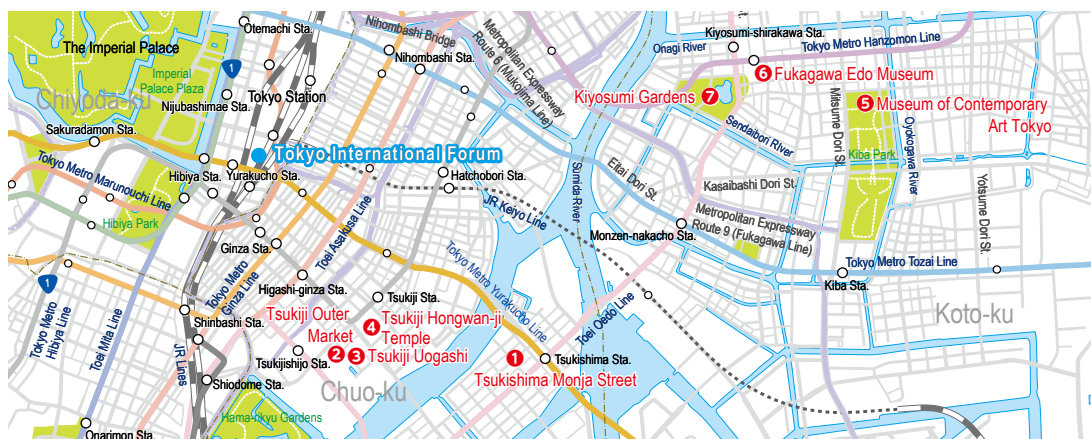 Otemachi Sta.
Nihombashi Bridge
Metropolitan Expressway
Route 6 (Mukojima Line)
Onagi River
Kiyosumi-shirakawa Sta.
Tokyo Metro Hanzomon Line
The Imperial Palace
Imperial
Palace Plaza
1
Nihombashi Sta.
6 Fukagawa Edo Museum
Chiyoda-ku
Nijubashimae Sta.
Tokyo Station
Kiyosumi Gardens 7
Mitsume Dori St.
5 Museum of Contemporary
Art Tokyo
Sakuradamon Sta.
Sendaibori River
Kiba Park
Oyokogawa River
Tokyo International Forum
Tokyo Metro Marunouchi Line
Hibiya Sta.
Yurakucho Sta.
Hatchobori Sta.
Sumida River
Eitai Dori St.
Kasaibashi Dori St.
Yotsume Dori St.
Hibiya Park
Toei Asakusa Line
JR Keiyo Line
Monzen-nakacho Sta.
Metropolitan Expressway
Route 9 (Fukagawa Line)
Ginza Sta.
Tokyo Metro
Ginza Line
Tokyo Metro Yurakucho Line
Tokyo Metro Tozai Line
Kiba Sta.
1
Higashi-ginza Sta.
Tsukiji Sta.
Toei Oedo Line
Koto-ku
Tokyo Metro
Hibiya Line
Toei Mita Line
Shinbashi Sta.
Tsukiji Outer
Market
4 Tsukiji Hongwan-ji
Temple
2 3 Tsukiji Uogashi
JR Lines
Tsukijishijo Sta.
1
Tsukishima Sta.
Tsukishima Monja Street
Shiodome Sta.
Chuo-ku
Hama-rikyu Gardens
Onarimon Sta.